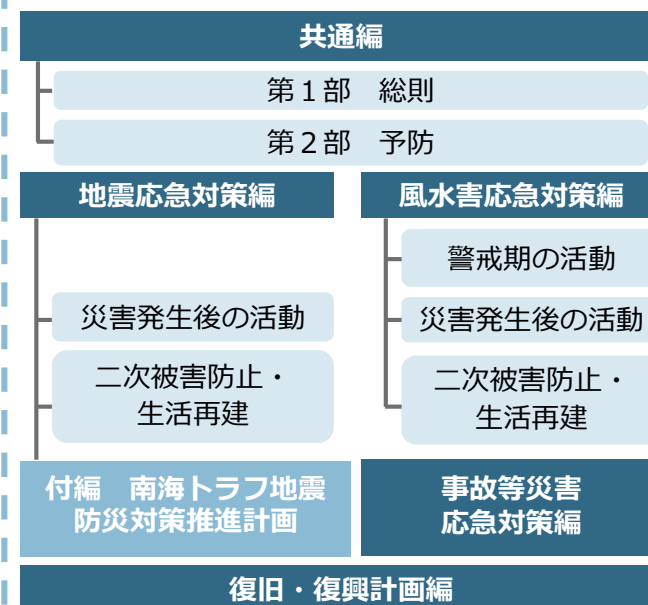 共通編
第１部　総則
第２部　予防
地震応急対策編
災害発生後の活動
二次被害防止・
生活再建
付編　南海トラフ地震
防災対策推進計画
風水害応急対策編
警戒期の活動
災害発生後の活動
二次被害防止・
生活再建
事故等災害
応急対策編
復旧・復興計画編